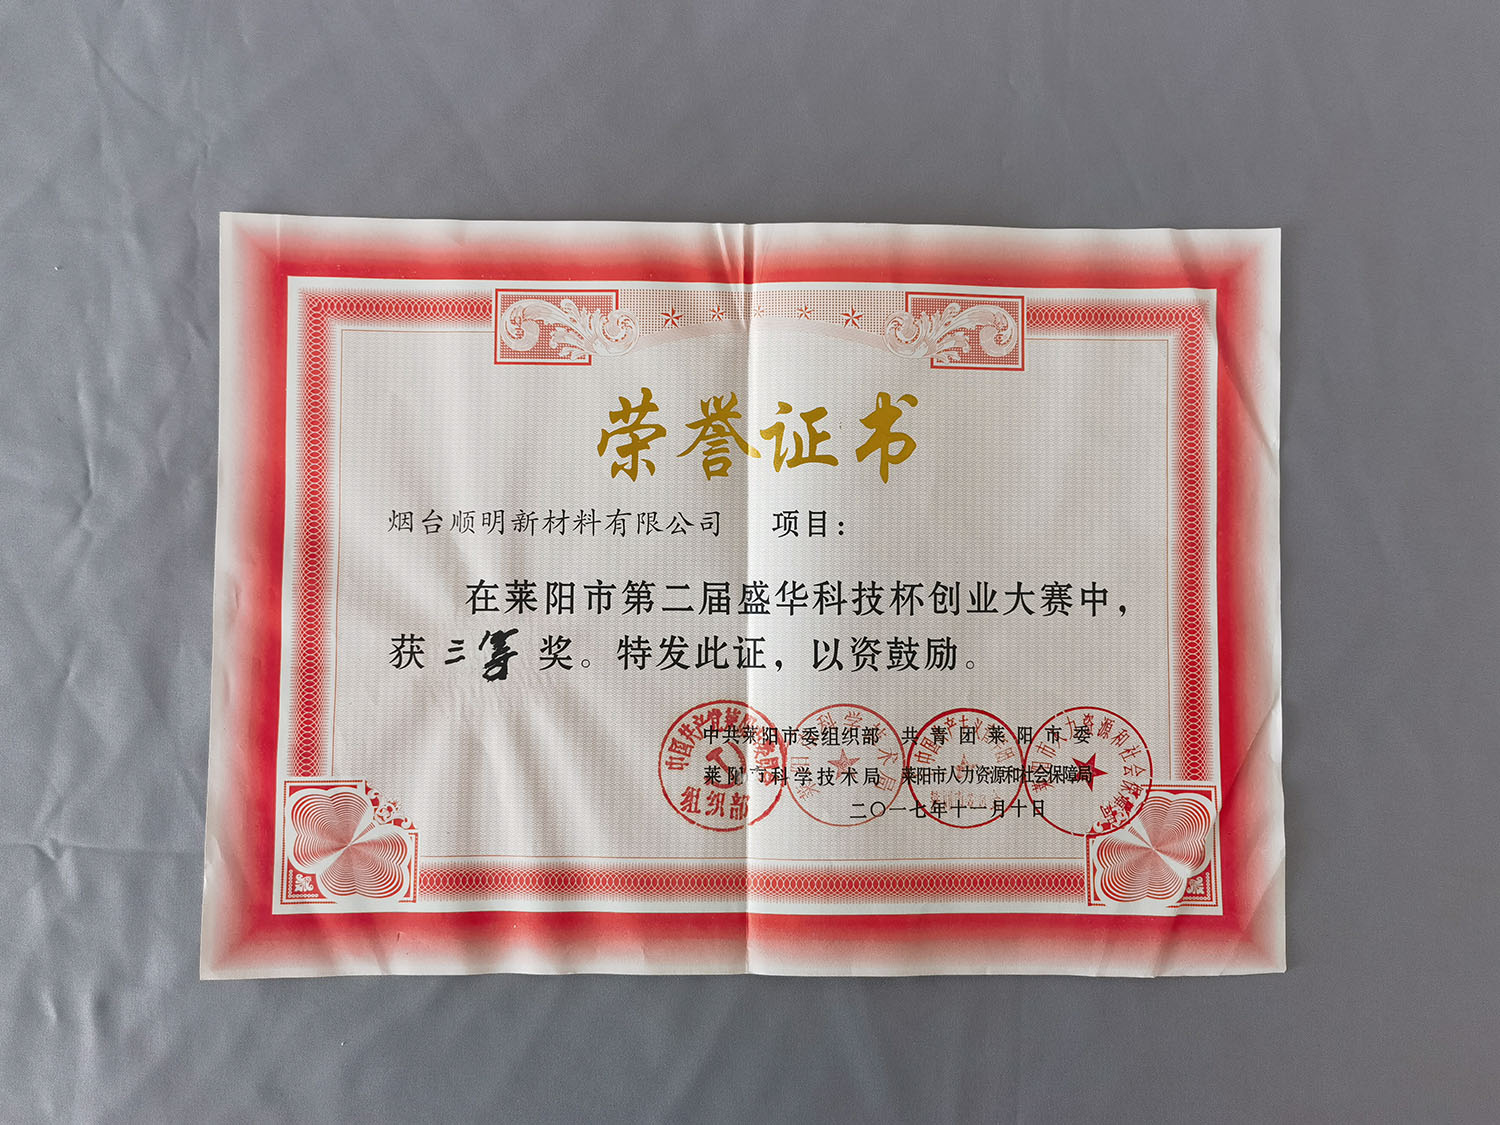 荣誉证书
烟台顺明新材料有限公司 项目：
在莱阳市第二届盛华科技杯创业大赛中，
获 三等 奖。特发此证，以资鼓励。
中共莱阳市委组织部 共青团莱阳市委
莱阳市科学技术局 莱阳市人力资源和社会保障局
二〇一七年十一月十日
组织部